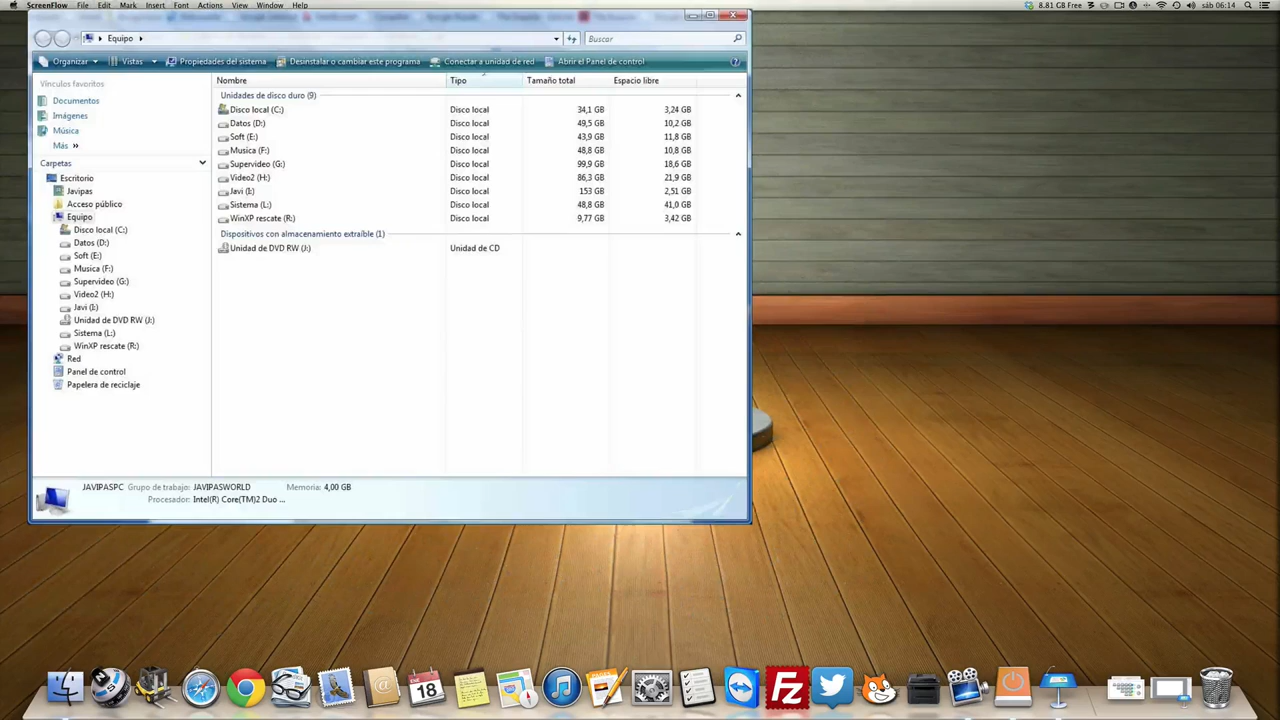 ScreenFlow File Edit Mark Insert Font Actions View Window Help 8.81 GB Free sáb 06:14
Equipo
Buscar
Organizar Vistas Propiedades del sistema Desinstalar o cambiar este programa Conectar a unidad de red Abrir el Panel de control
Vínculos favoritos
Documentos
Imágenes
Música
Más »
Carpetas
Escritorio
Javipas
Acceso público
Equipo
Disco local (C:)
Datos (D:)
Soft (E:)
Musica (F:)
Supervideo (G:)
Video2 (H:)
Javi (I:)
Unidad de DVD RW (J:)
Sistema (L:)
WinXP rescate (R:)
Red
Panel de control
Papelera de reciclaje
Nombre Tipo Tamaño total Espacio libre
Unidades de disco duro (9)
Disco local (C:) Disco local 34,1 GB 3,24 GB
Datos (D:) Disco local 49,5 GB 10,2 GB
Soft (E:) Disco local 43,9 GB 11,8 GB
Musica (F:) Disco local 48,8 GB 10,8 GB
Supervideo (G:) Disco local 99,9 GB 18,6 GB
Video2 (H:) Disco local 86,3 GB 21,9 GB
Javi (I:) Disco local 153 GB 2,51 GB
Sistema (L:) Disco local 48,8 GB 41,0 GB
WinXP rescate (R:) Disco local 9,77 GB 3,42 GB
Dispositivos con almacenamiento extraíble (1)
Unidad de DVD RW (J:) Unidad de CD
JAVIPASPC Grupo de trabajo: JAVIPASWORLD Memoria: 4,00 GB
Procesador: Intel(R) Core(TM)2 Duo ...
18
Fz